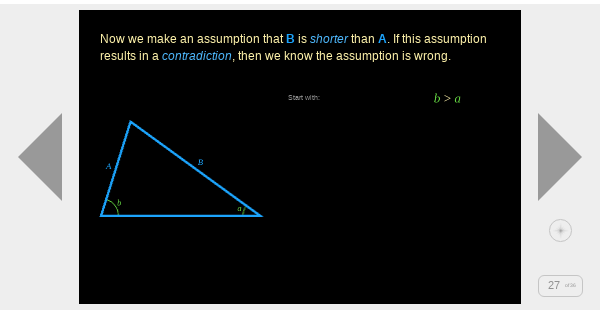 Now we make an assumption that B is shorter than A. If this assumption
results in a contradiction, then we know the assumption is wrong.
Start with:
b > a
A
B
b
a
27